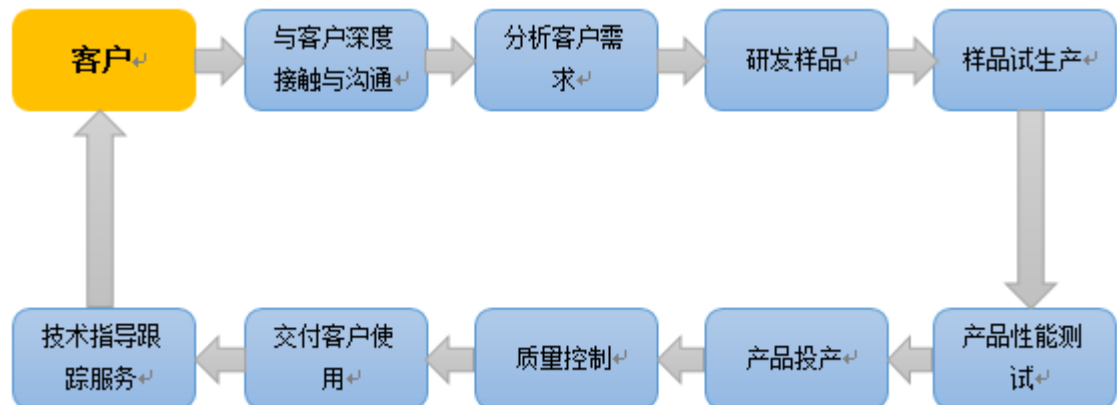 客户
与客户深度
接触与沟通
分析客户需
求
研发样品
样品试生产
技术指导跟
踪服务
交付客户使
用
质量控制
产品投产
产品性能测
试